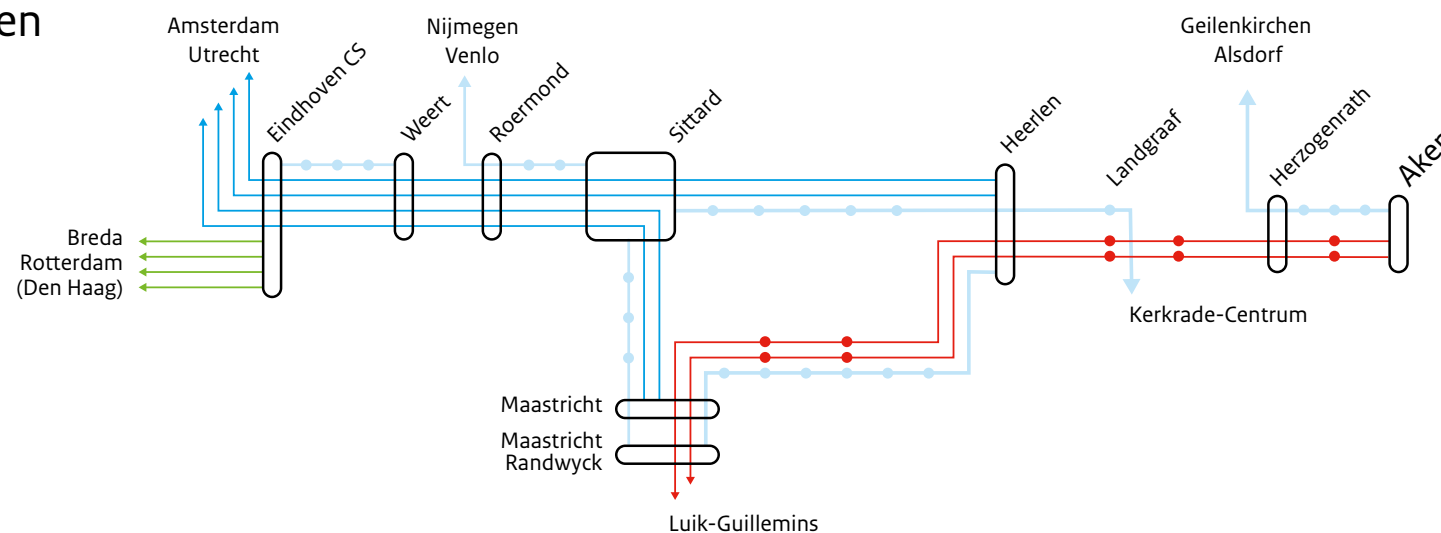 en
Amsterdam
Utrecht
Nijmegen
Venlo
Geilenkirchen
Alsdorf
Eindhoven CS
Weert
Roermond
Sittard
Heerlen
Landgraaf
Herzogenrath
Aken
Breda
Rotterdam
(Den Haag)
Kerkrade-Centrum
Maastricht
Maastricht
Randwyck
Luik-Guillemins